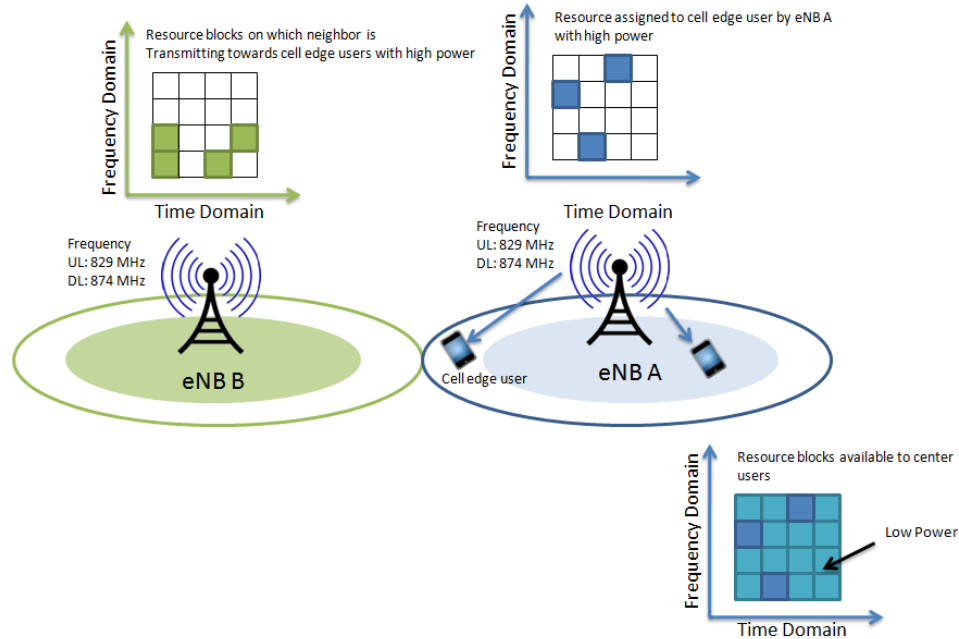 Resource blocks on which neighbor is
Transmitting towards cell edge users with high power
Frequency Domain
Time Domain
Resource assigned to cell edge user by eNB A
with high power
Frequency Domain
Time Domain
Frequency
UL: 829 MHz
DL: 874 MHz
Frequency
UL: 829 MHz
DL: 874 MHz
eNB B
Cell edge user
eNB A
Resource blocks available to center
users
Frequency Domain
Low Power
Time Domain